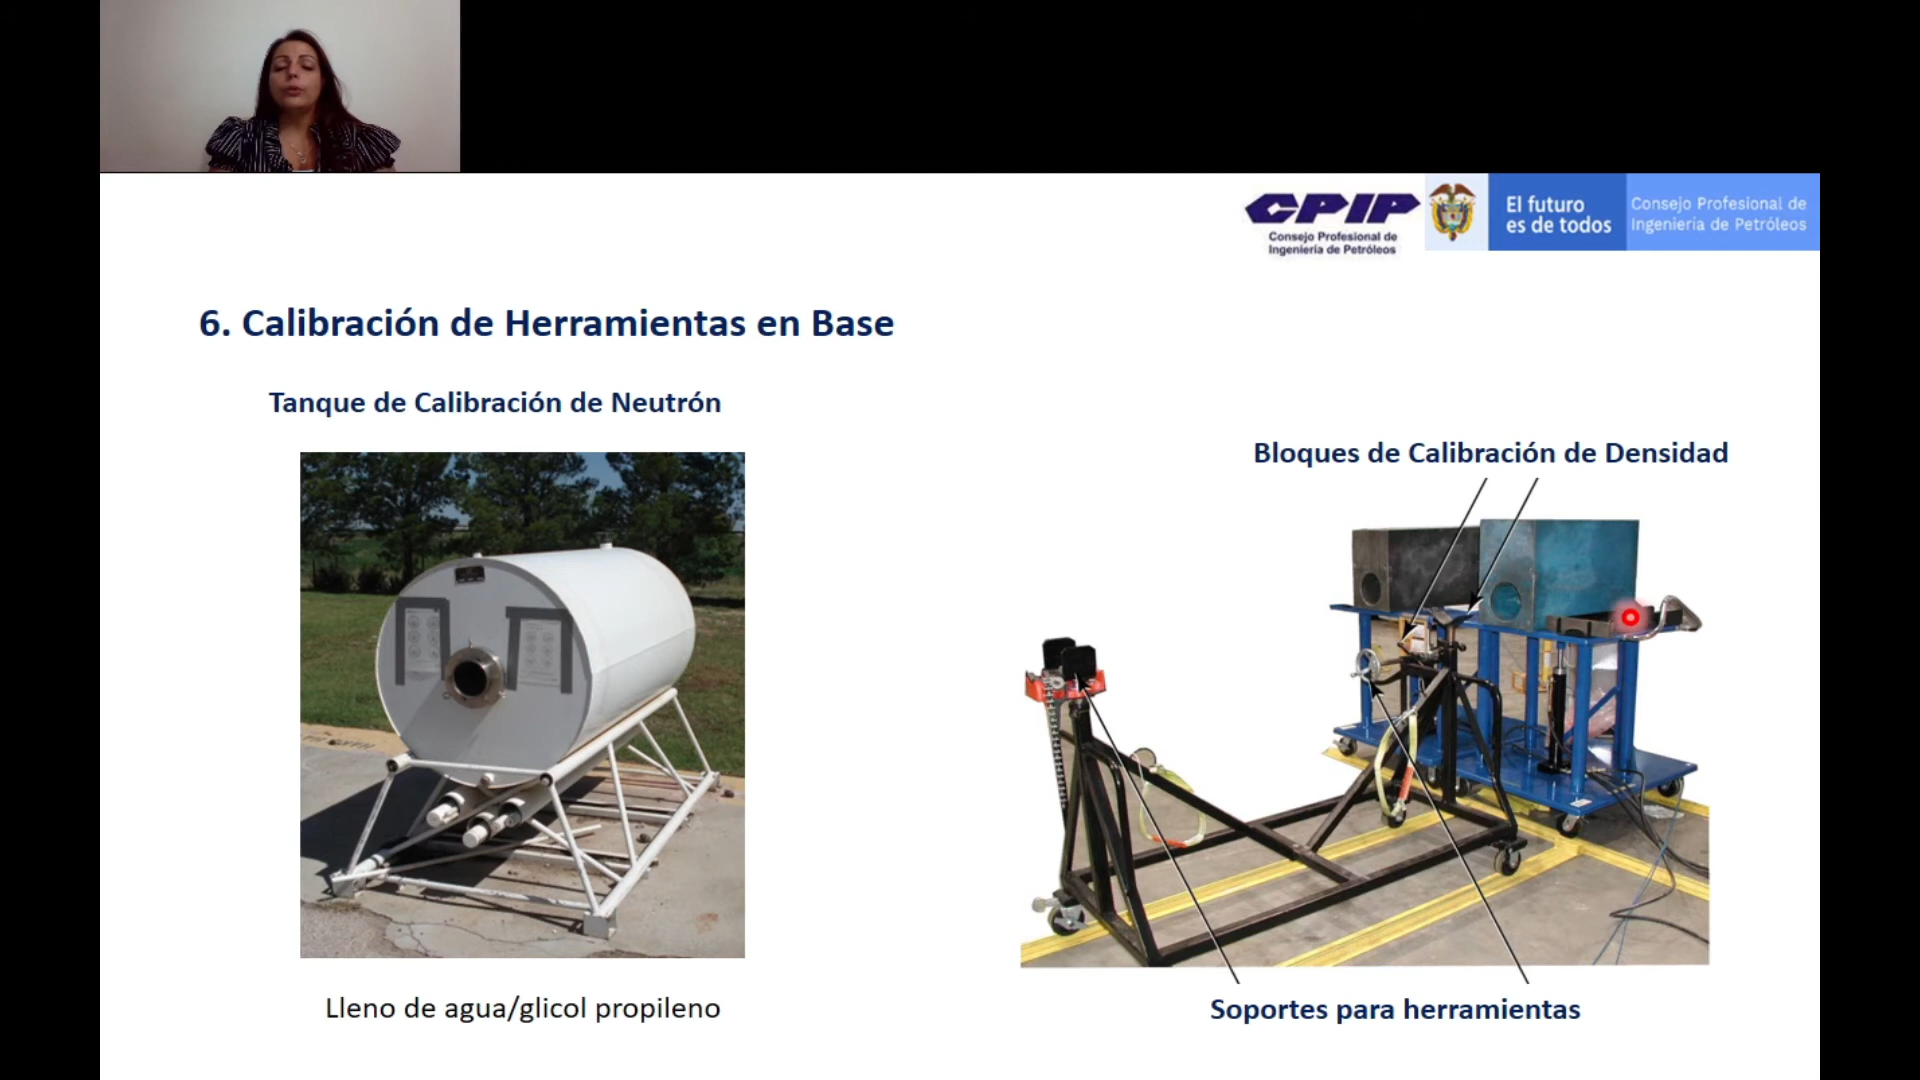 CPIP
Consejo Profesional de
Ingeniería de Petróleos
El futuro
es de todos
Consejo Profesional de
Ingeniería de Petróleos
6. Calibración de Herramientas en Base
Tanque de Calibración de Neutrón
Bloques de Calibración de Densidad
Lleno de agua/glicol propileno
Soportes para herramientas